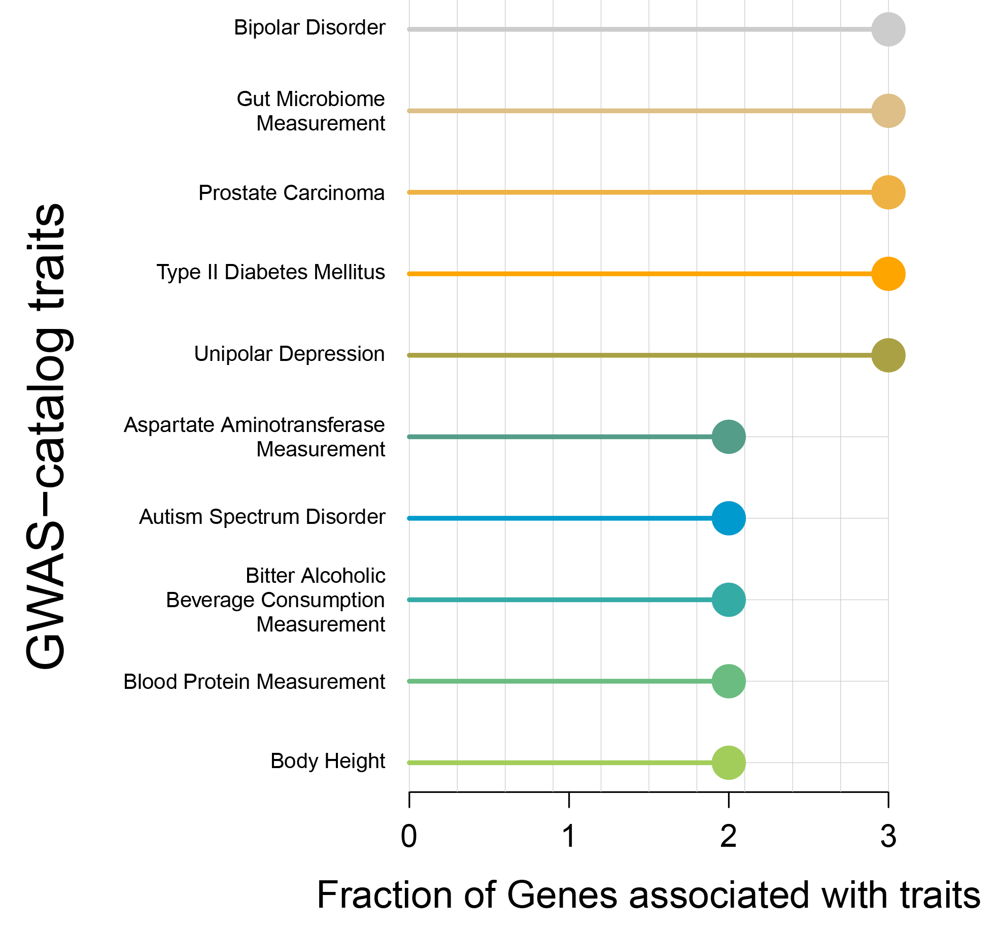 Bipolar Disorder
Gut Microbiome
Measurement
Prostate Carcinoma
Type II Diabetes Mellitus
Unipolar Depression
Aspartate Aminotransferase
Measurement
Autism Spectrum Disorder
Bitter Alcoholic
Beverage Consumption
Measurement
Blood Protein Measurement
Body Height
GWAS−catalog traits
0 1 2 3
Fraction of Genes associated with traits